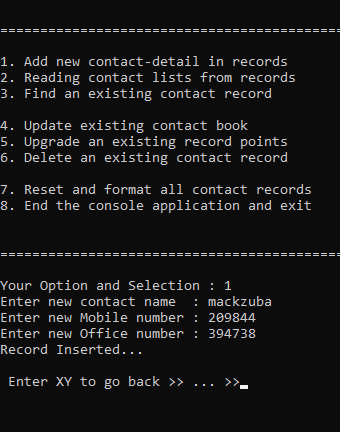 ===========================================
1. Add new contact-detail in records
2. Reading contact lists from records
3. Find an existing contact record
4. Update existing contact book
5. Upgrade an existing record points
6. Delete an existing contact record
7. Reset and format all contact records
8. End the console application and exit
===========================================
Your Option and Selection : 1
Enter new contact name  : mackzuba
Enter new Mobile number : 209844
Enter new Office number : 394738
Record Inserted...
Enter XY to go back >> ... >>_